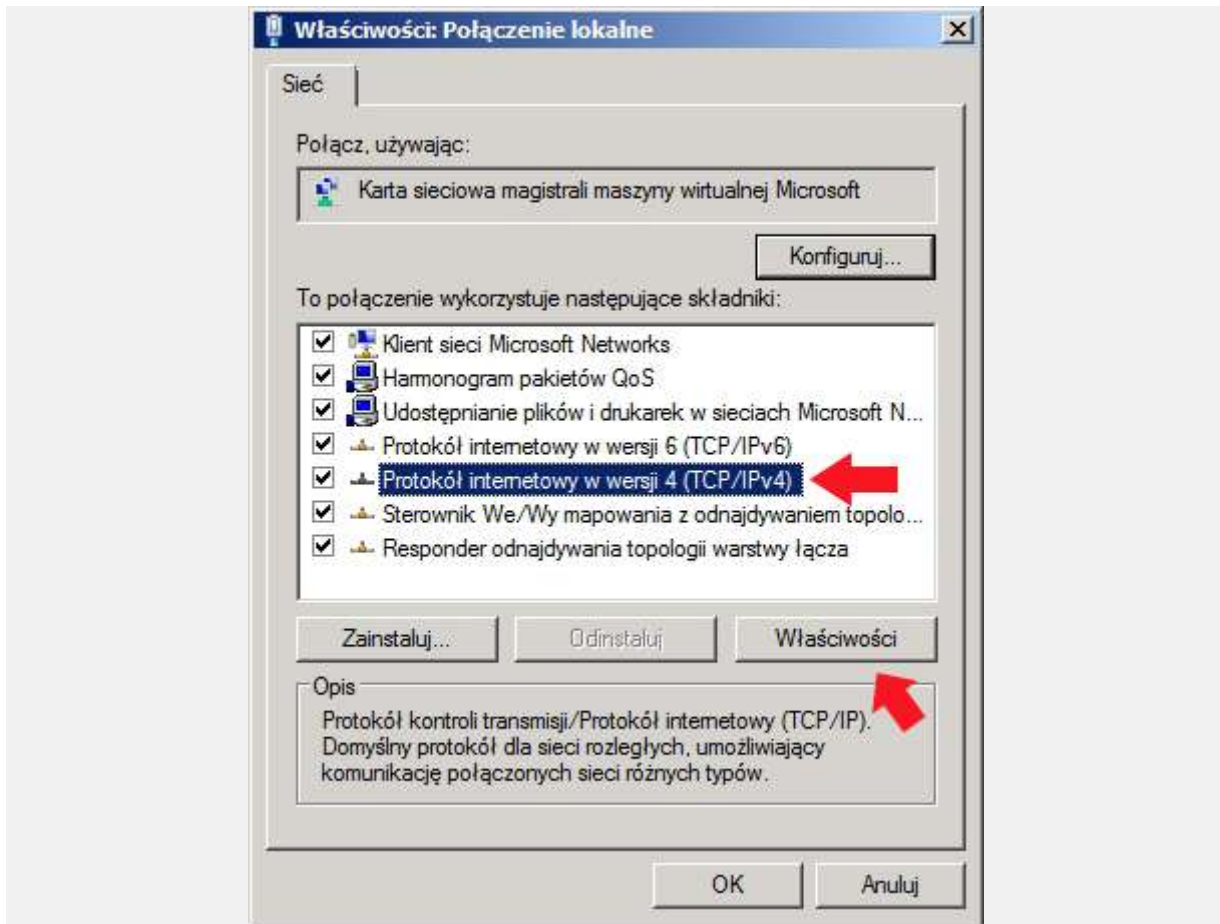 Właściwości: Połączenie lokalne
Sieć
Połącz, używając:
Karta sieciowa magistrali maszyny wirtualnej Microsoft
Konfiguruj...
To połączenie wykorzystuje następujące składniki:
Klient sieci Microsoft Networks
Harmonogram pakietów QoS
Udostępnianie plików i drukarek w sieciach Microsoft N...
Protokół internetowy w wersji 6 (TCP/IPv6)
Protokół internetowy w wersji 4 (TCP/IPv4)
Sterownik We/Wy mapowania z odnajdywaniem topolo...
Responder odnajdywania topologii warstwy łącza
Zainstaluj... Odinstaluj Właściwości
Opis
Protokół kontroli transmisji/Protokół internetowy (TCP/IP).
Domyślny protokół dla sieci rozległych, umożliwiający
komunikację połączonych sieci różnych typów.
OK Anuluj